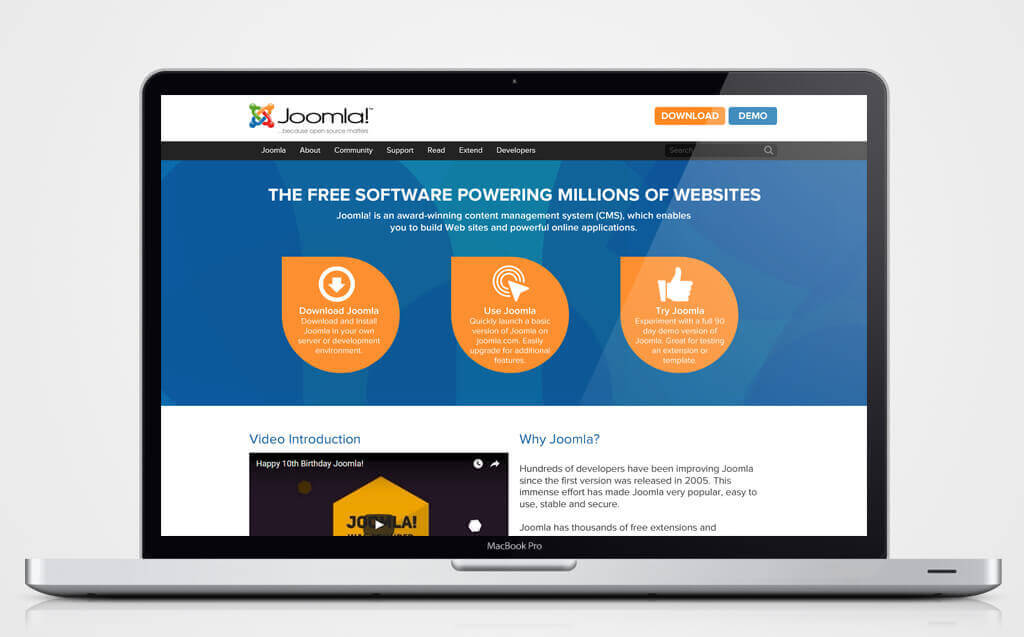 Joomla!™
...because open source matters
DOWNLOAD DEMO
Joomla About Community Support Read Extend Developers Search...
THE FREE SOFTWARE POWERING MILLIONS OF WEBSITES
Joomla! is an award-winning content management system (CMS), which enables
you to build Web sites and powerful online applications.
Download Joomla
Download and Install
Joomla in your own
server or development
environment.
Use Joomla
Quickly launch a basic
version of Joomla on
joomla.com. Easily
upgrade for additional
features.
Try Joomla
Experiment with a full 90
day demo version of
Joomla. Great for testing
an extension or
template.
Video Introduction
Happy 10th Birthday Joomla!
JOOMLA!
Why Joomla?
Hundreds of developers have been improving Joomla
since the first version was released in 2005. This
immense effort has made Joomla very popular, easy to
use, stable and secure.
Joomla has thousands of free extensions and
MacBook Pro